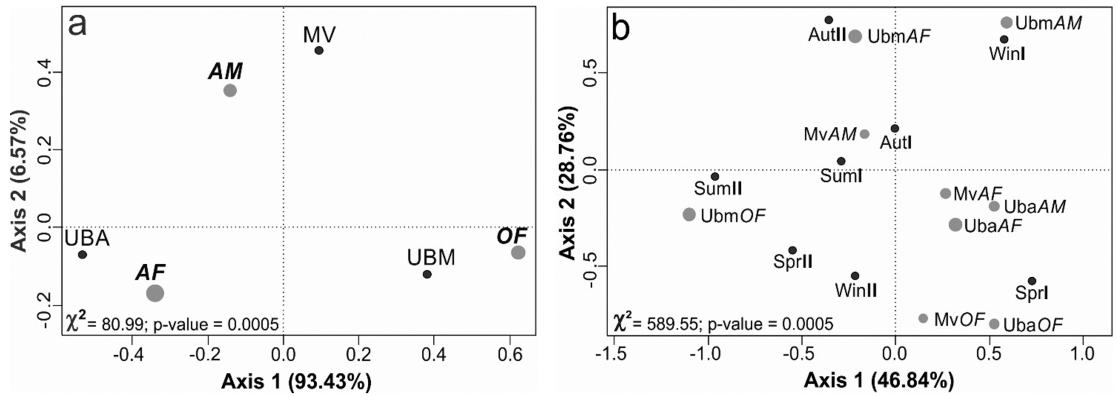 a
MV
AM
UBA
AF
UBM
OF
χ² = 80.99; p-value = 0.0005
0.4
0.2
0.0
-0.2
Axis 2 (6.57%)
-0.4
-0.2
0.0
0.2
0.4
0.6
Axis 1 (93.43%)
b
AutII
UbmAF
UbmAM
WinI
MvAM
AutI
SumI
SumII
UbmOF
MvAF
UbaAM
UbaAF
SprII
WinII
SprI
MvOF
UbaOF
χ² = 589.55; p-value = 0.0005
0.5
0.0
-0.5
Axis 2 (28.76%)
-1.5
-1.0
-0.5
0.0
0.5
1.0
Axis 1 (46.84%)